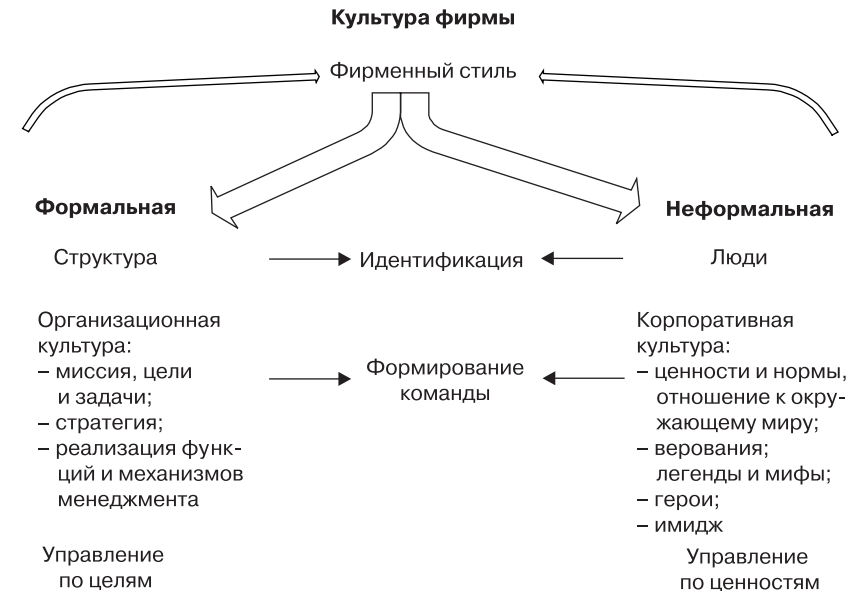 Культура фирмы
Фирменный стиль
Формальная
Неформальная
Структура
Идентификация
Люди
Организационная
культура:
– миссия, цели
и задачи;
– стратегия;
– реализация функ-
ций и механизмов
менеджмента
Формирование
команды
Корпоративная
культура:
– ценности и нормы,
отношение к окру-
жающему миру;
– верования;
легенды и мифы;
– герои;
– имидж
Управление
по целям
Управление
по ценностям